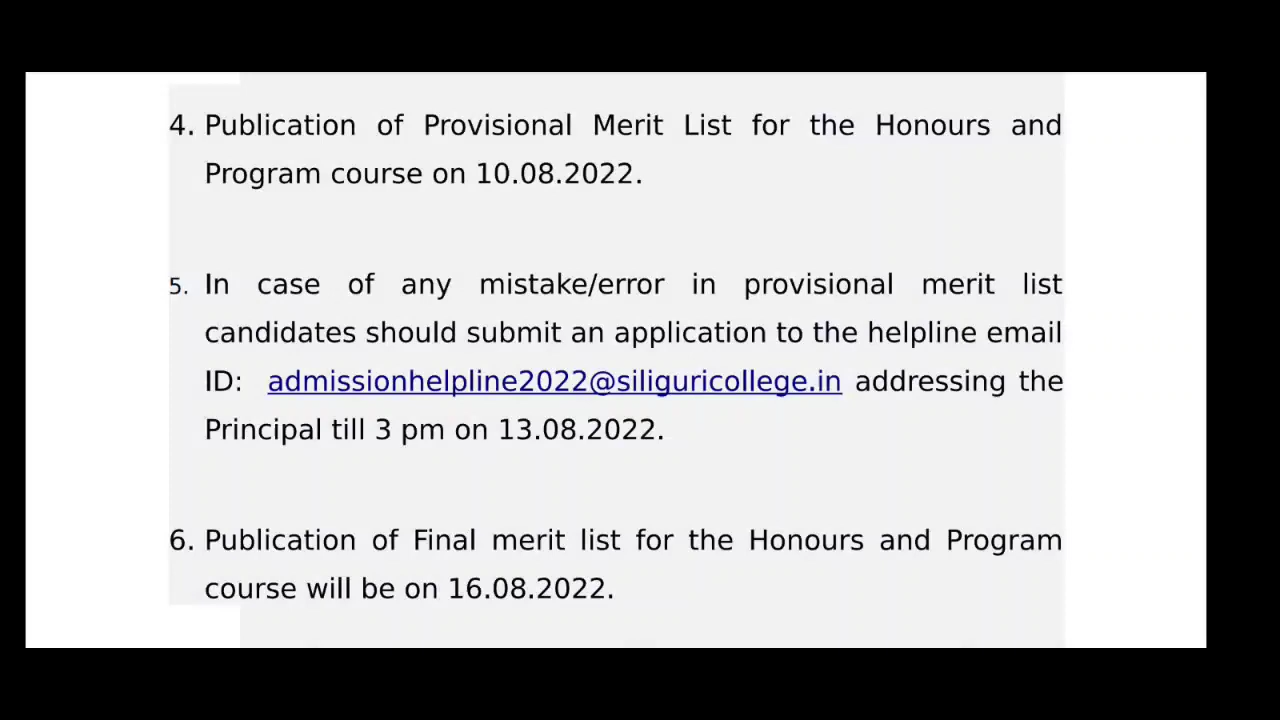 4. Publication of Provisional Merit List for the Honours and
Program course on 10.08.2022.
5. In case of any mistake/error in provisional merit list
candidates should submit an application to the helpline email
ID: admissionhelpline2022@siliguricollege.in addressing the
Principal till 3 pm on 13.08.2022.
6. Publication of Final merit list for the Honours and Program
course will be on 16.08.2022.